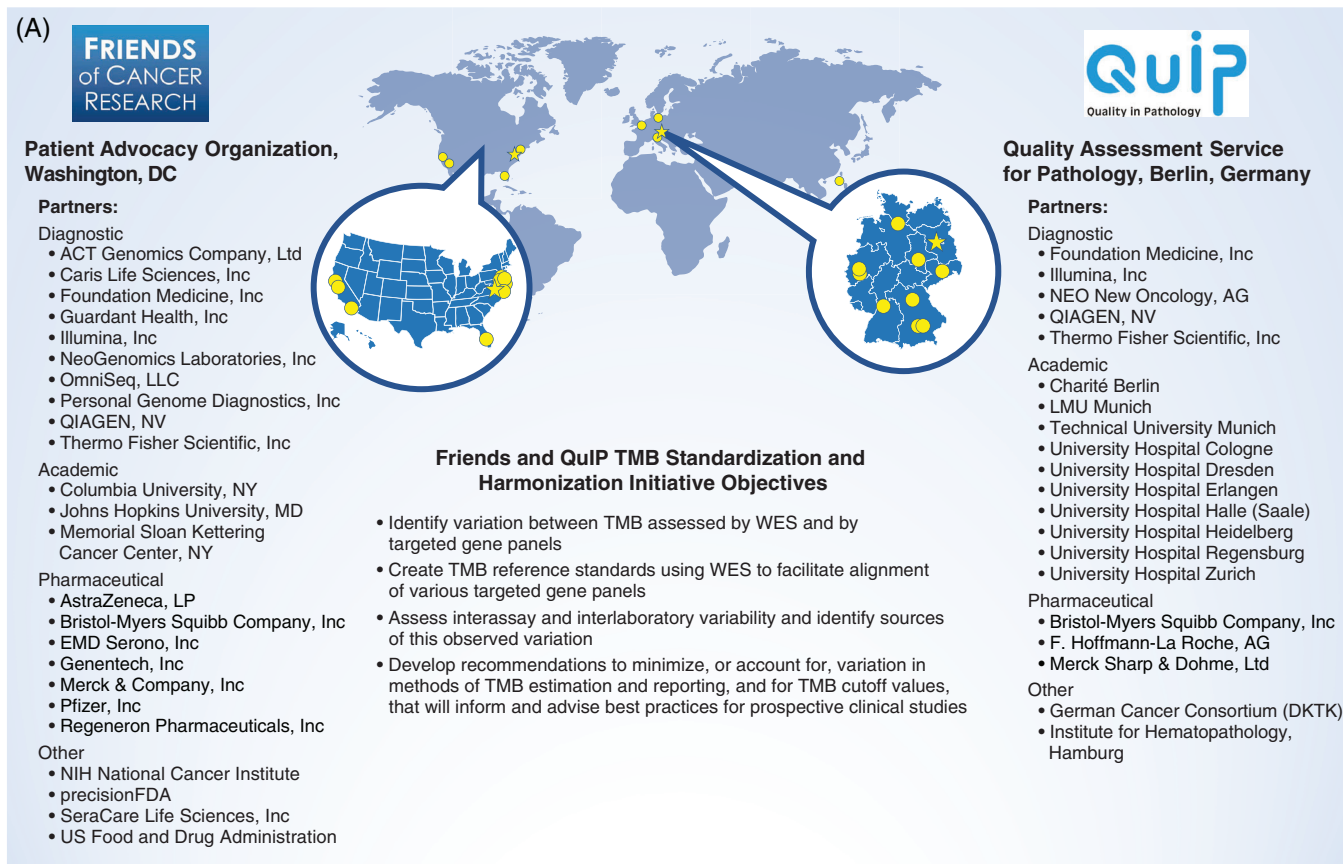 (A)
FRIENDS
of CANCER
RESEARCH
Patient Advocacy Organization,
Washington, DC
Partners:
Diagnostic
• ACT Genomics Company, Ltd
• Caris Life Sciences, Inc
• Foundation Medicine, Inc
• Guardant Health, Inc
• Illumina, Inc
• NeoGenomics Laboratories, Inc
• OmniSeq, LLC
• Personal Genome Diagnostics, Inc
• QIAGEN, NV
• Thermo Fisher Scientific, Inc
Academic
• Columbia University, NY
• Johns Hopkins University, MD
• Memorial Sloan Kettering
Cancer Center, NY
Pharmaceutical
• AstraZeneca, LP
• Bristol-Myers Squibb Company, Inc
• EMD Serono, Inc
• Genentech, Inc
• Merck & Company, Inc
• Pfizer, Inc
• Regeneron Pharmaceuticals, Inc
Other
• NIH National Cancer Institute
• precisionFDA
• SeraCare Life Sciences, Inc
• US Food and Drug Administration
Friends and QuIP TMB Standardization and
Harmonization Initiative Objectives
• Identify variation between TMB assessed by WES and by
targeted gene panels
• Create TMB reference standards using WES to facilitate alignment
of various targeted gene panels
• Assess interassay and interlaboratory variability and identify sources
of this observed variation
• Develop recommendations to minimize, or account for, variation in
methods of TMB estimation and reporting, and for TMB cutoff values,
that will inform and advise best practices for prospective clinical studies
QuIP
Quality in Pathology
Quality Assessment Service
for Pathology, Berlin, Germany
Partners:
Diagnostic
• Foundation Medicine, Inc
• Illumina, Inc
• NEO New Oncology, AG
• QIAGEN, NV
• Thermo Fisher Scientific, Inc
Academic
• Charité Berlin
• LMU Munich
• Technical University Munich
• University Hospital Cologne
• University Hospital Dresden
• University Hospital Erlangen
• University Hospital Halle (Saale)
• University Hospital Heidelberg
• University Hospital Regensburg
• University Hospital Zurich
Pharmaceutical
• Bristol-Myers Squibb Company, Inc
• F. Hoffmann-La Roche, AG
• Merck Sharp & Dohme, Ltd
Other
• German Cancer Consortium (DKTK)
• Institute for Hematopathology,
Hamburg